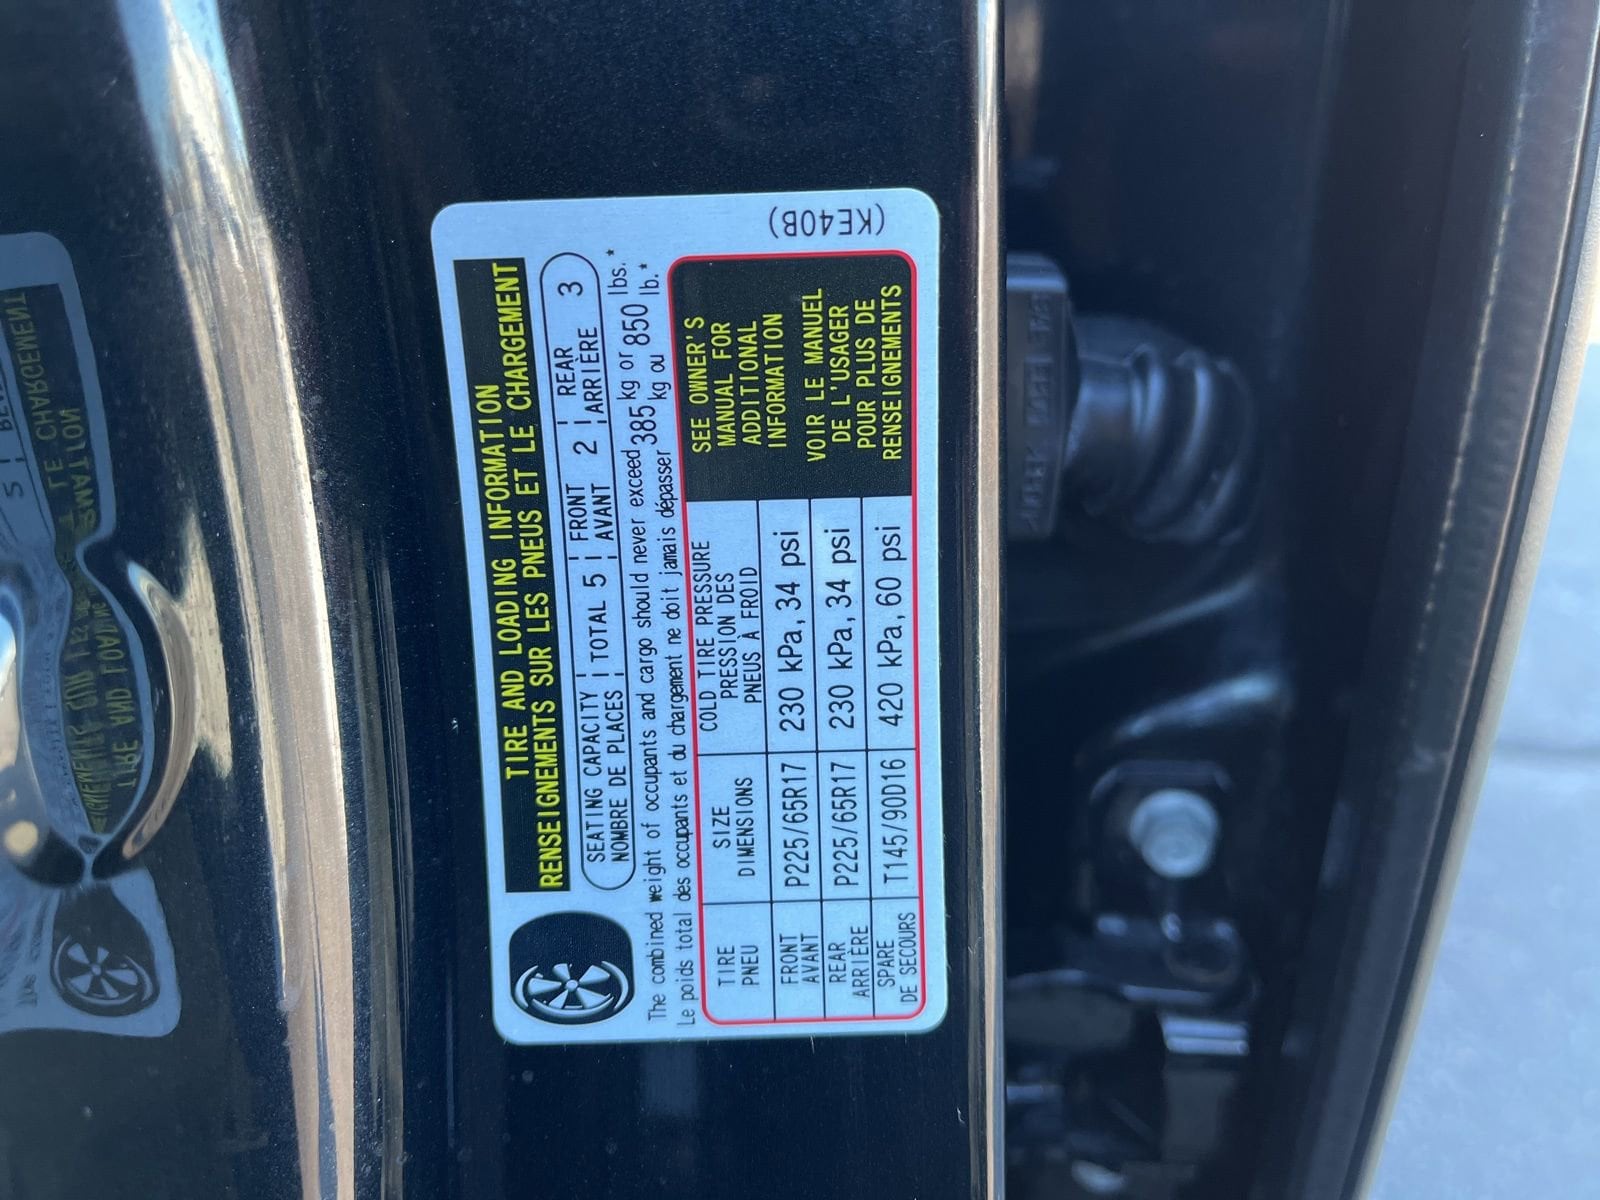 (KE40B)
TIRE AND LOADING INFORMATION
RENSEIGNEMENTS SUR LES PNEUS ET LE CHARGEMENT
SEATING CAPACITY | TOTAL 5 | FRONT 2 | REAR 3
NOMBRE DE PLACES | AVANT | ARRIÈRE
The combined weight of occupants and cargo should never exceed 385 kg or 850 lbs.*
Le poids total des occupants et du chargement ne doit jamais dépasser kg ou lb.*
TIRE SIZE COLD TIRE PRESSURE
PNEU DIMENSIONS PRESSION DES
PNEUS À FROID
FRONT P225/65R17 230 kPa, 34 psi
AVANT
REAR P225/65R17 230 kPa, 34 psi
ARRIÈRE
SPARE T145/90D16 420 kPa, 60 psi
DE SECOURS
SEE OWNER'S
MANUAL FOR
ADDITIONAL
INFORMATION
VOIR LE MANUEL
DE L'USAGER
POUR PLUS DE
RENSEIGNEMENTS